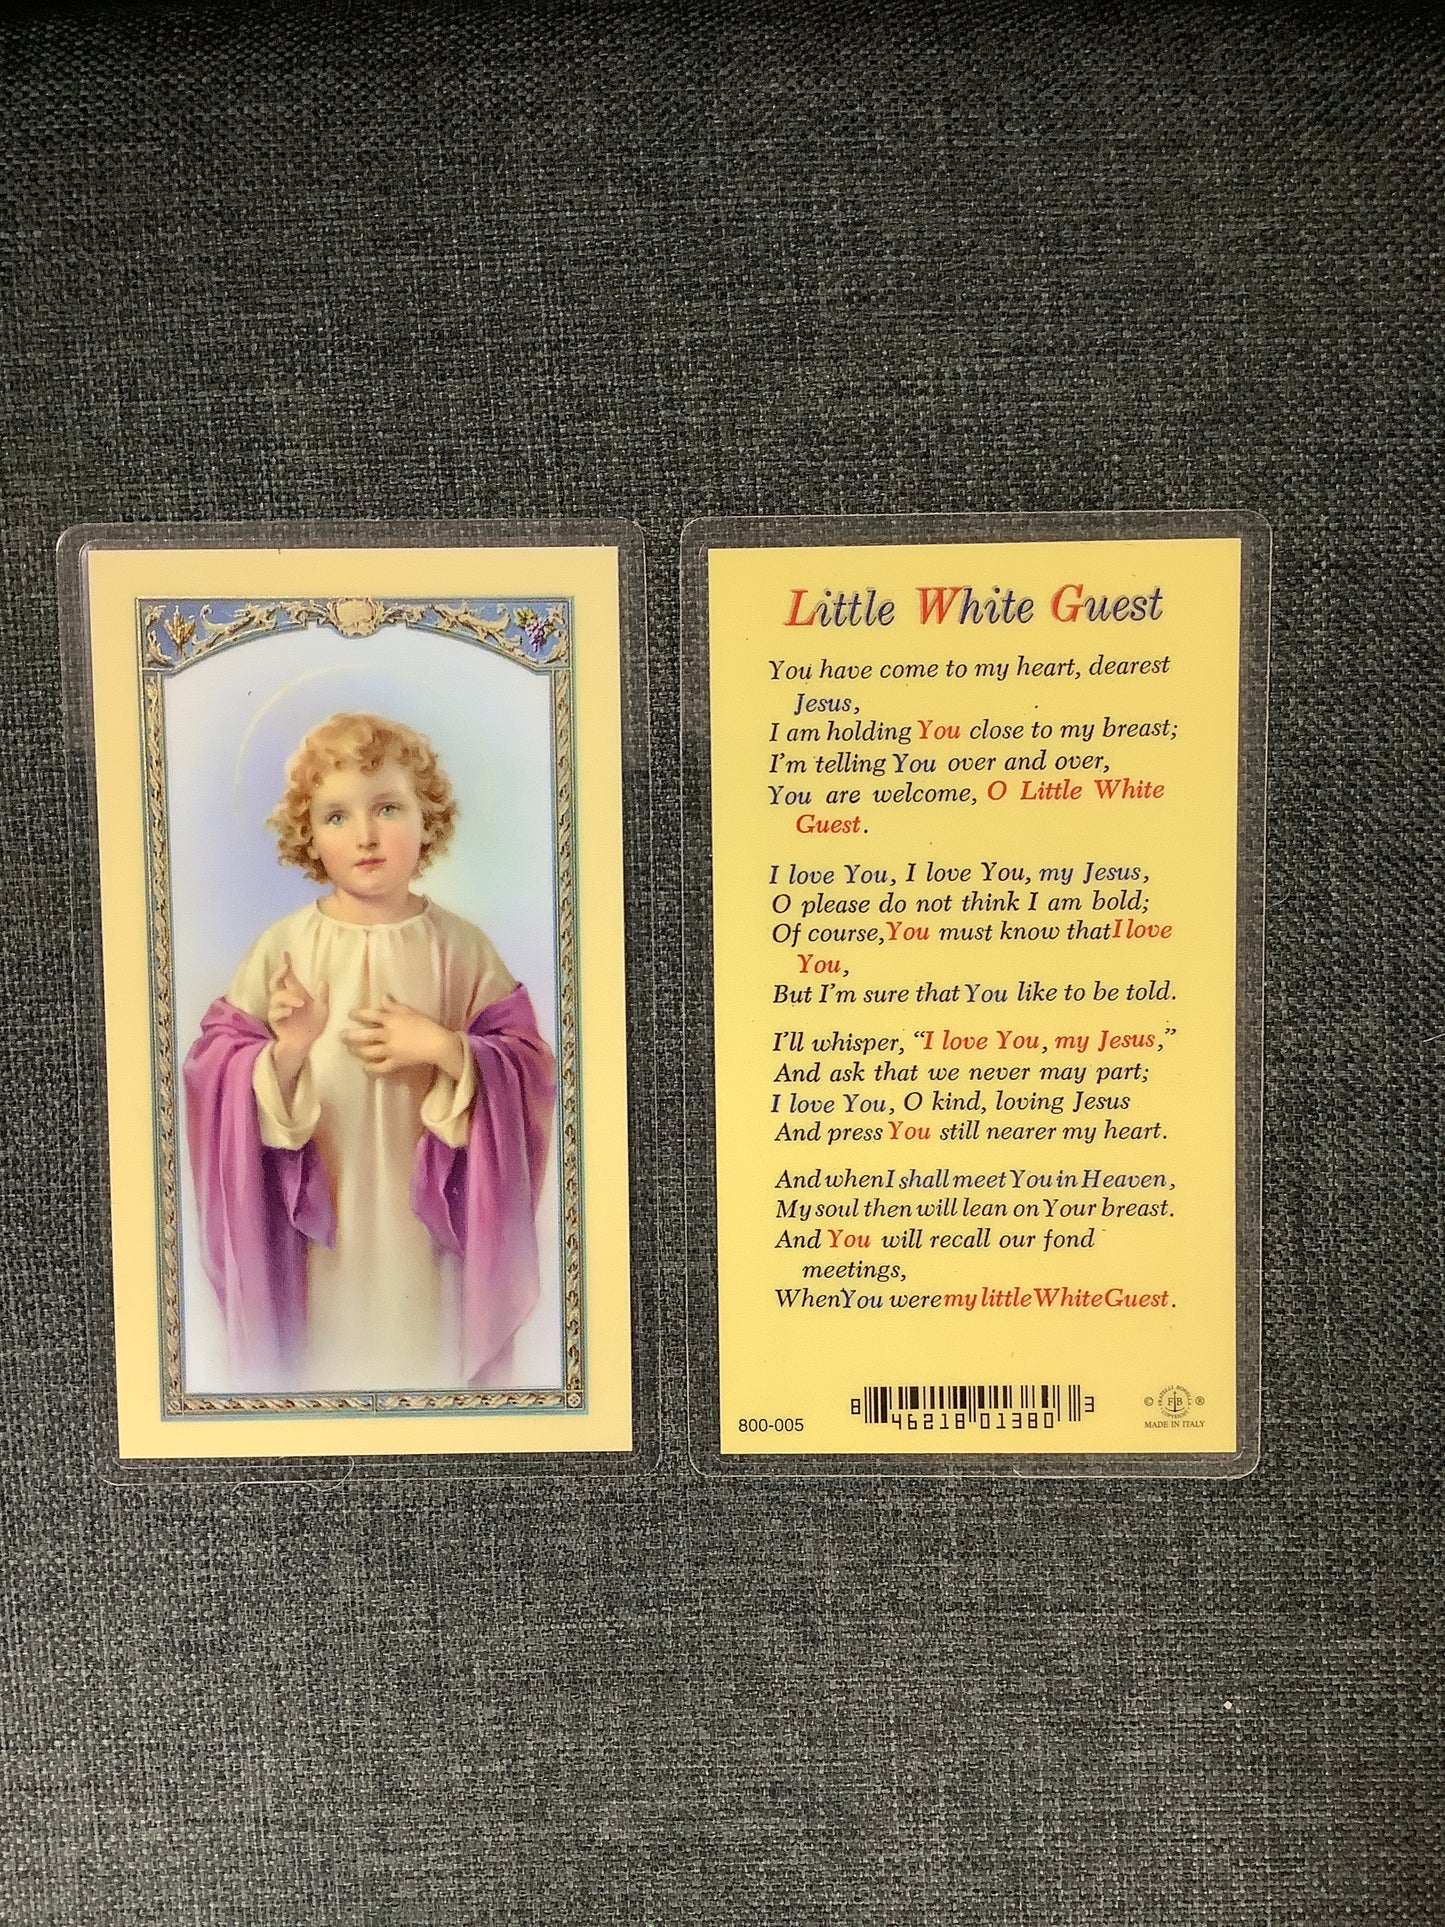 Little White Guest
You have come to my heart, dearest
Jesus,
I am holding You close to my breast;
I'm telling You over and over,
You are welcome, O Little White
Guest.
I love You, I love You, my Jesus,
O please do not think I am bold;
Of course, You must know that I love
You,
But I'm sure that You like to be told.
I'll whisper, “I love You, my Jesus,”
And ask that we never may part;
I love You, O kind, loving Jesus
And press You still nearer my heart.
And when I shall meet You in Heaven,
My soul then will lean on Your breast.
And You will recall our fond
meetings,
When You were my little White Guest.
800-005
8 46218 01380 3
© FRATELLI BONELLA COPYRIGHT FB ®
MADE IN ITALY